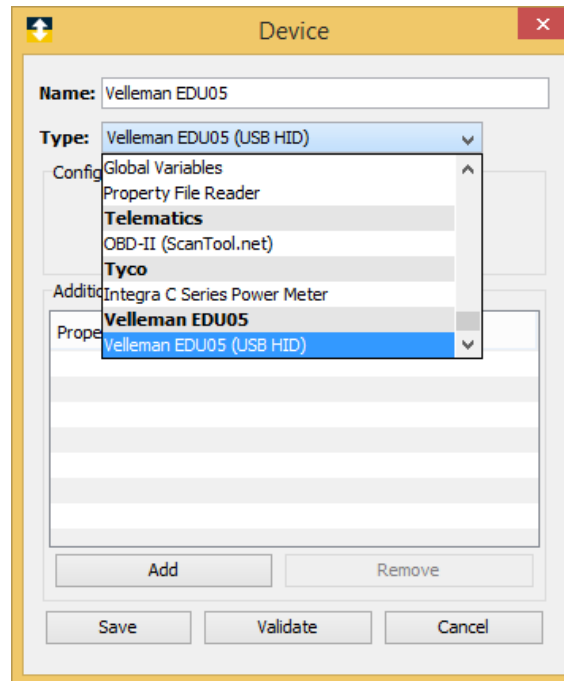 Device
Name: Velleman EDU05
Type: Velleman EDU05 (USB HID)
Config
Global Variables
Property File Reader
Telematics
OBD-II (ScanTool.net)
Tyco
Additic
Integra C Series Power Meter
Velleman EDU05
Prope
Velleman EDU05 (USB HID)
Add Remove
Save Validate Cancel